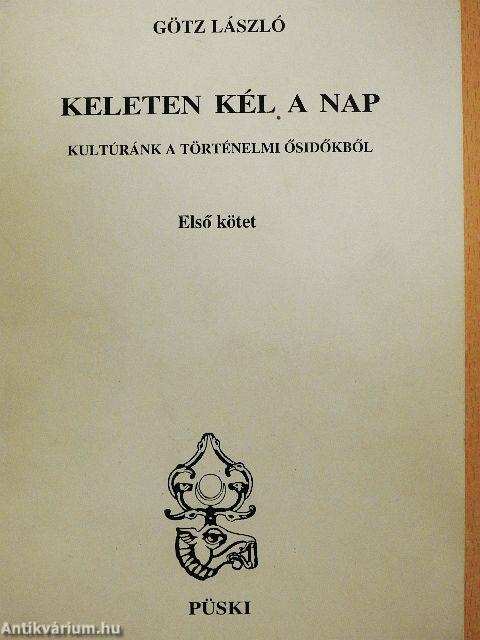 GÖTZ LÁSZLÓ
KELETEN KÉL A NAP
KULTÚRÁNK A TÖRTÉNELMI ŐSIDŐKBŐL
Első kötet
PÜSKI
Antikvárium.hu